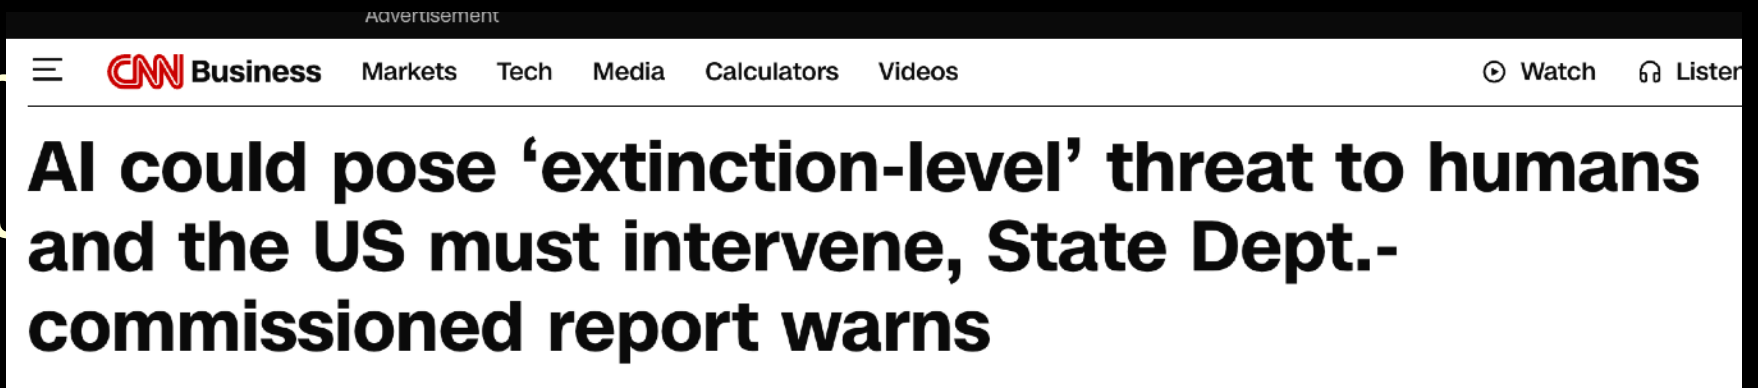 Advertisement
CNN Business Markets Tech Media Calculators Videos Watch Listen
AI could pose ‘extinction-level’ threat to humans
and the US must intervene, State Dept.-
commissioned report warns